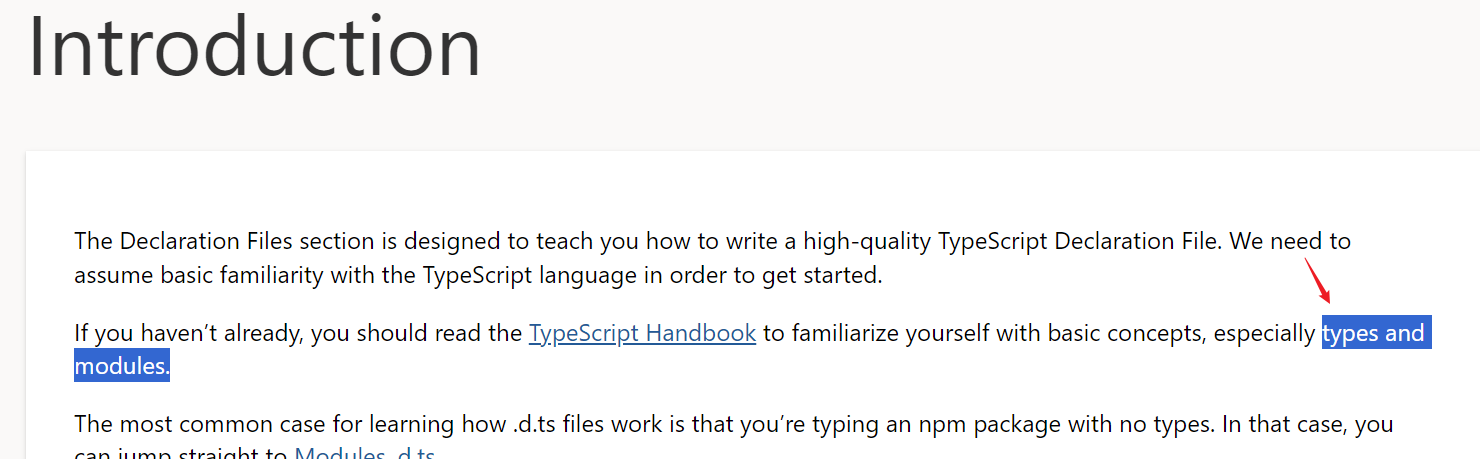 Introduction
The Declaration Files section is designed to teach you how to write a high-quality TypeScript Declaration File. We need to
assume basic familiarity with the TypeScript language in order to get started.
If you haven’t already, you should read the TypeScript Handbook to familiarize yourself with basic concepts, especially types and
modules.
The most common case for learning how .d.ts files work is that you’re typing an npm package with no types. In that case, you
can jump straight to Modules .d.ts